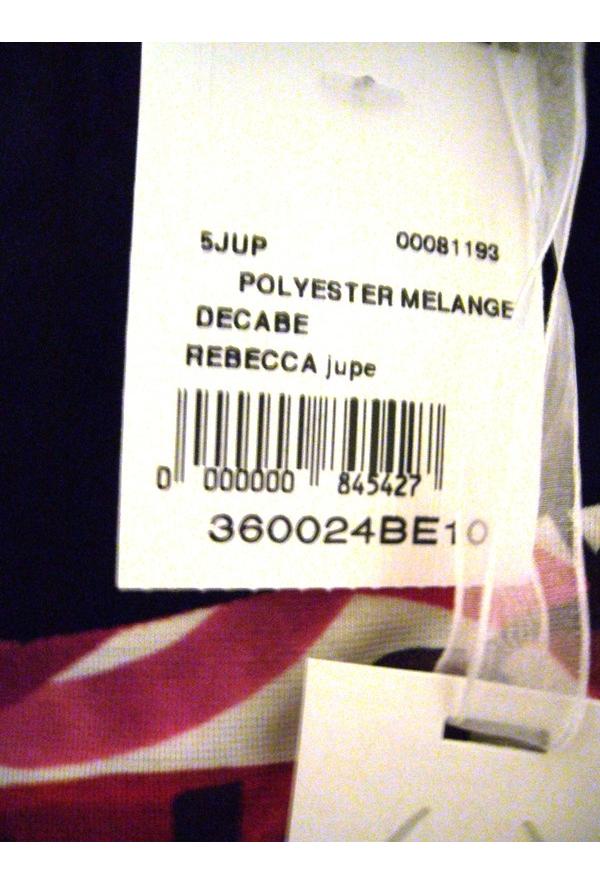 5JUP 00081193
POLYESTER MELANGE
DECABE
REBECCA jupe
0 000000 845427
360024BE10